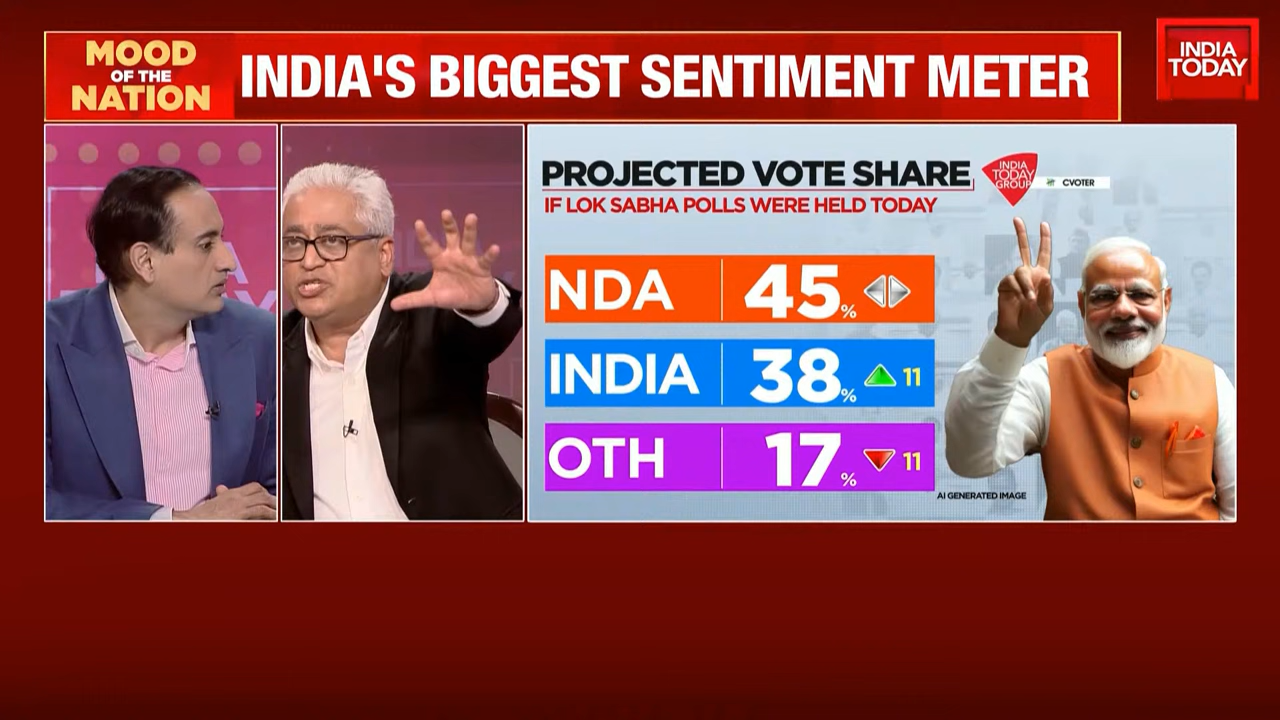 MOOD
OF THE
NATION
INDIA'S BIGGEST SENTIMENT METER
INDIA
TODAY
PROJECTED VOTE SHARE
IF LOK SABHA POLLS WERE HELD TODAY
INDIA
TODAY
GROUP
CVOTER
NDA 45%
INDIA 38% 11
OTH 17% 11
AI GENERATED IMAGE